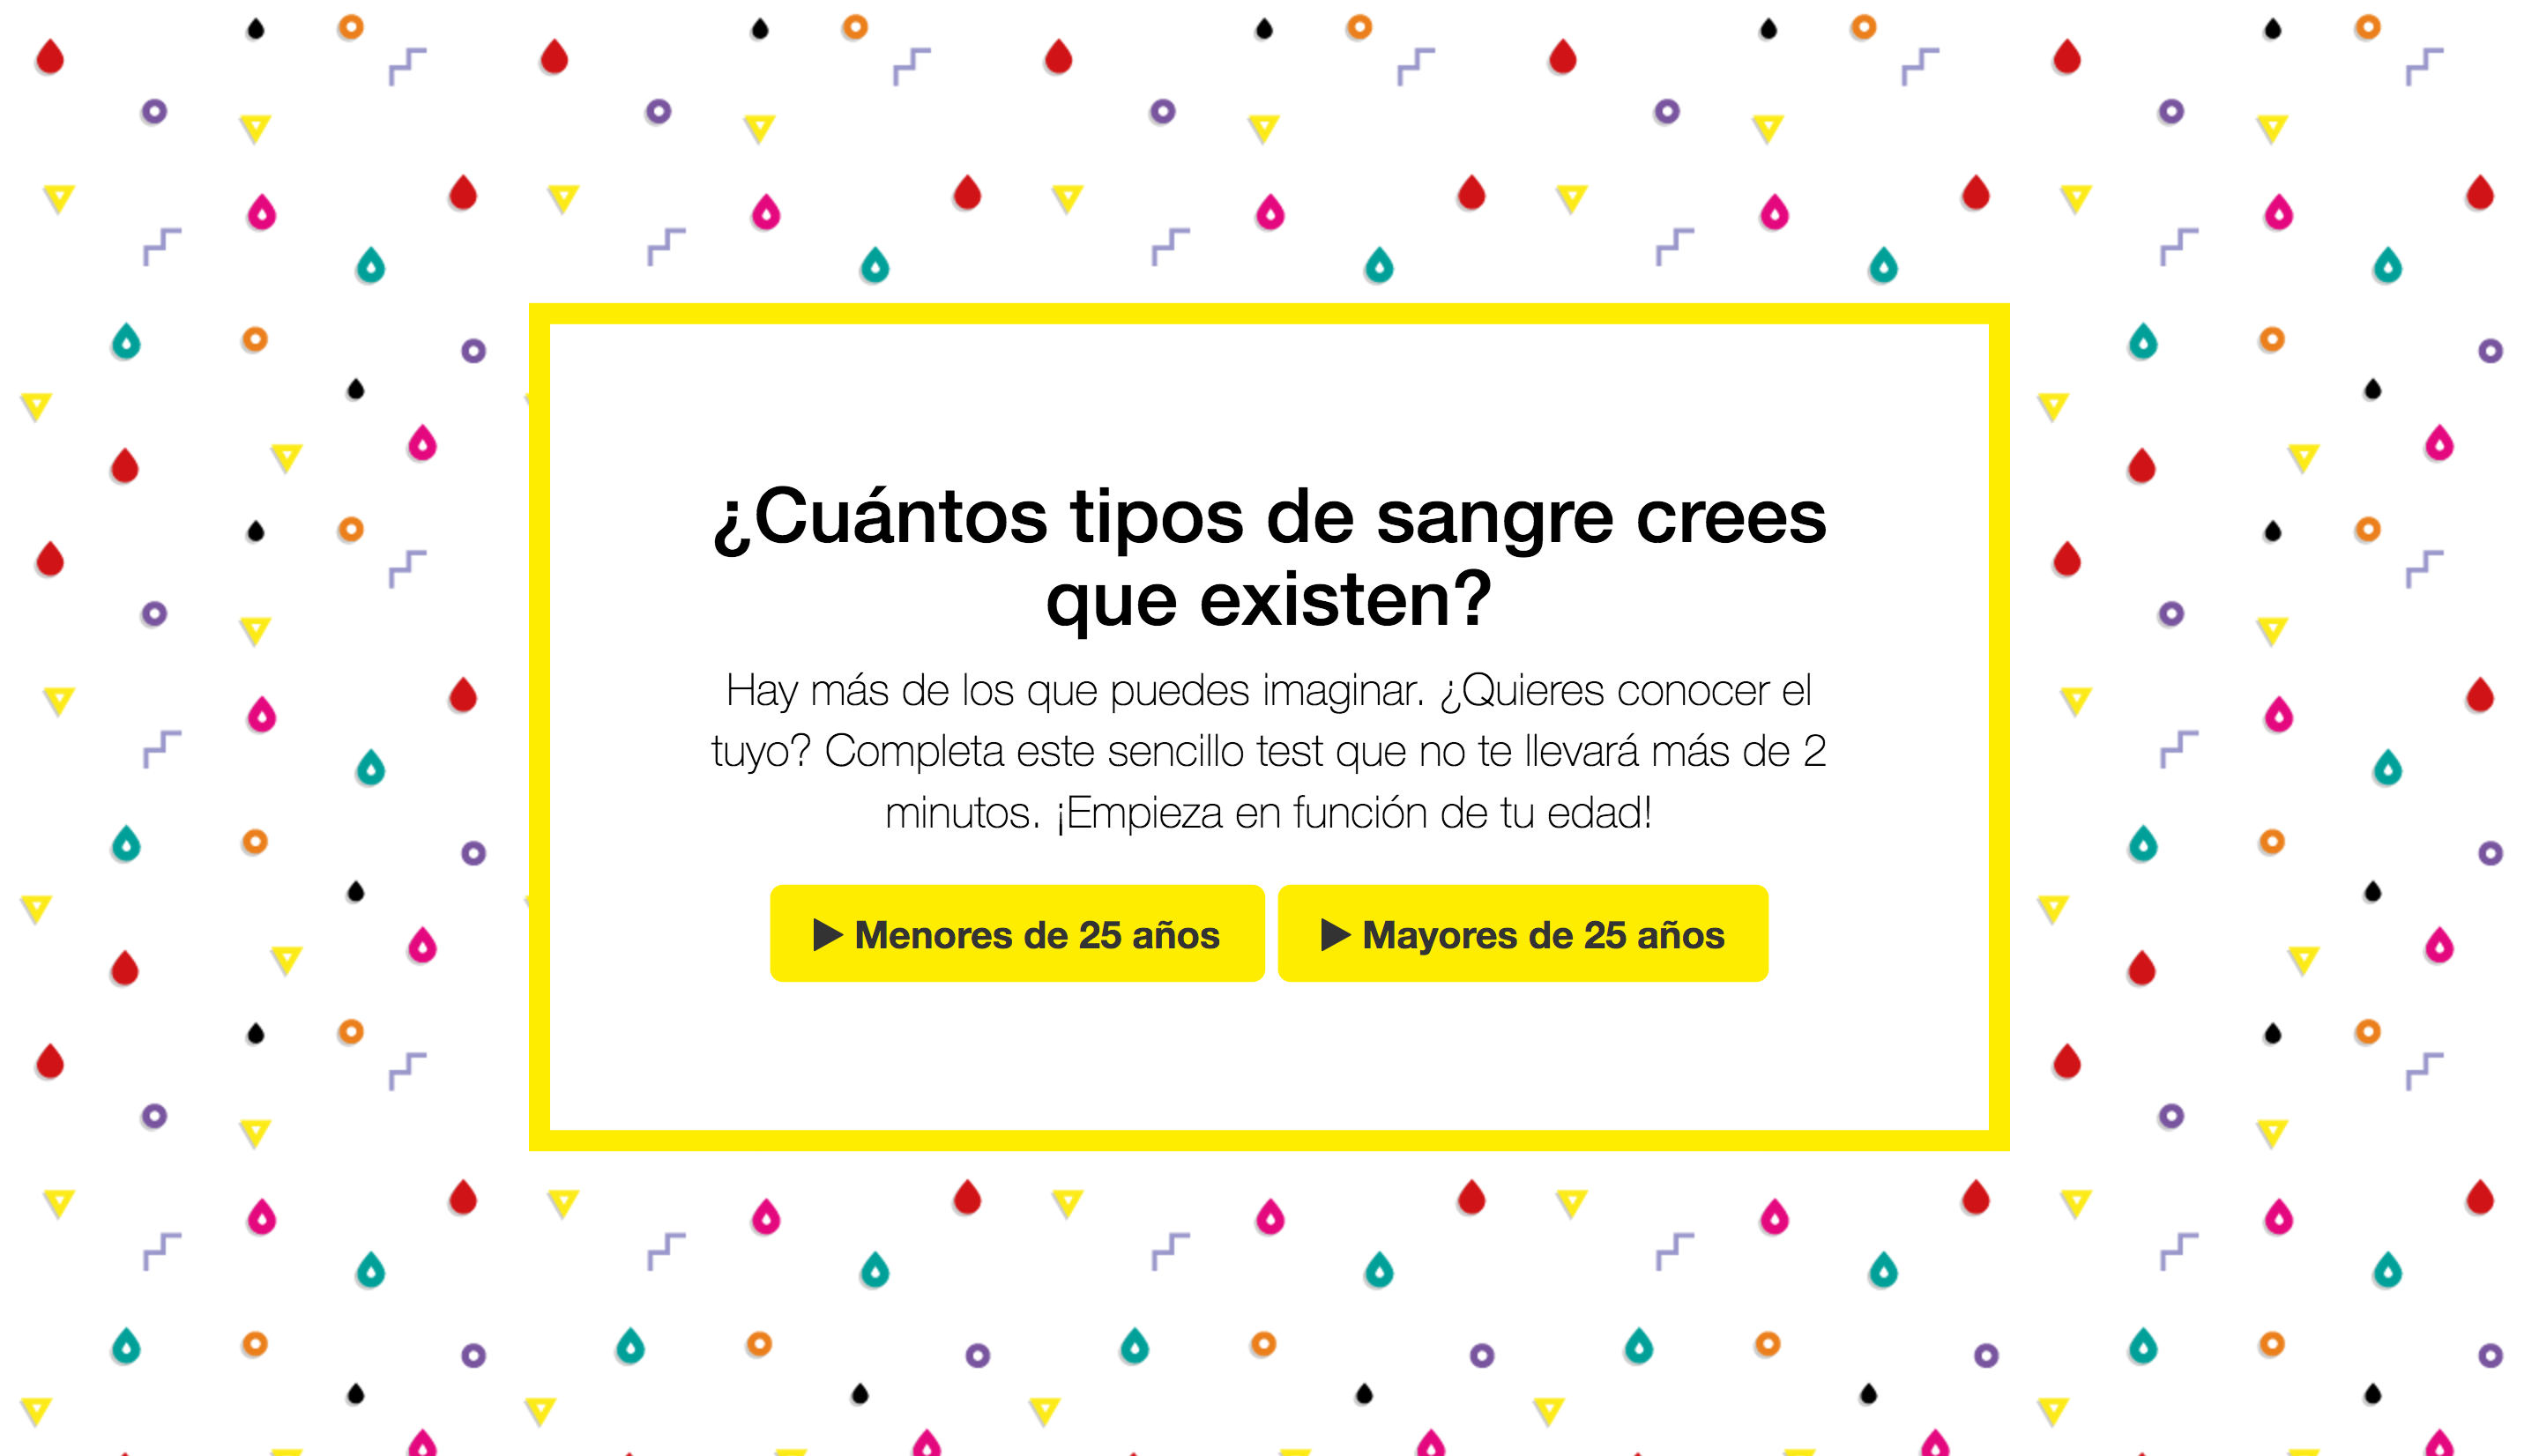 ¿Cuántos tipos de sangre crees
que existen?
Hay más de los que puedes imaginar. ¿Quieres conocer el
tuyo? Completa este sencillo test que no te llevará más de 2
minutos. ¡Empieza en función de tu edad!
Menores de 25 años
Mayores de 25 años